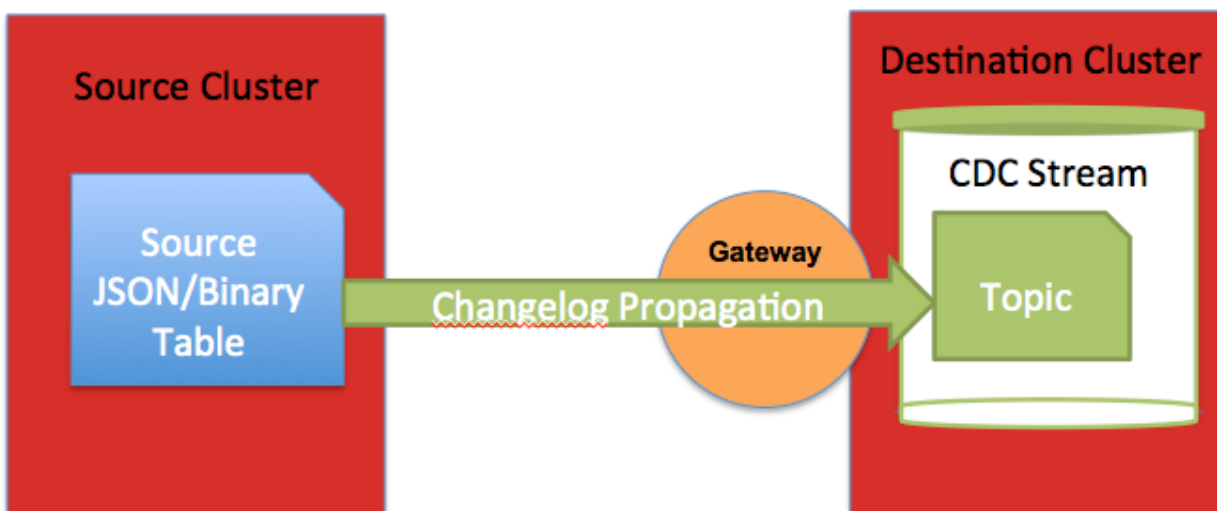 Source Cluster
Source
JSON/Binary
Table
Gateway
Changelog Propagation
Destination Cluster
CDC Stream
Topic